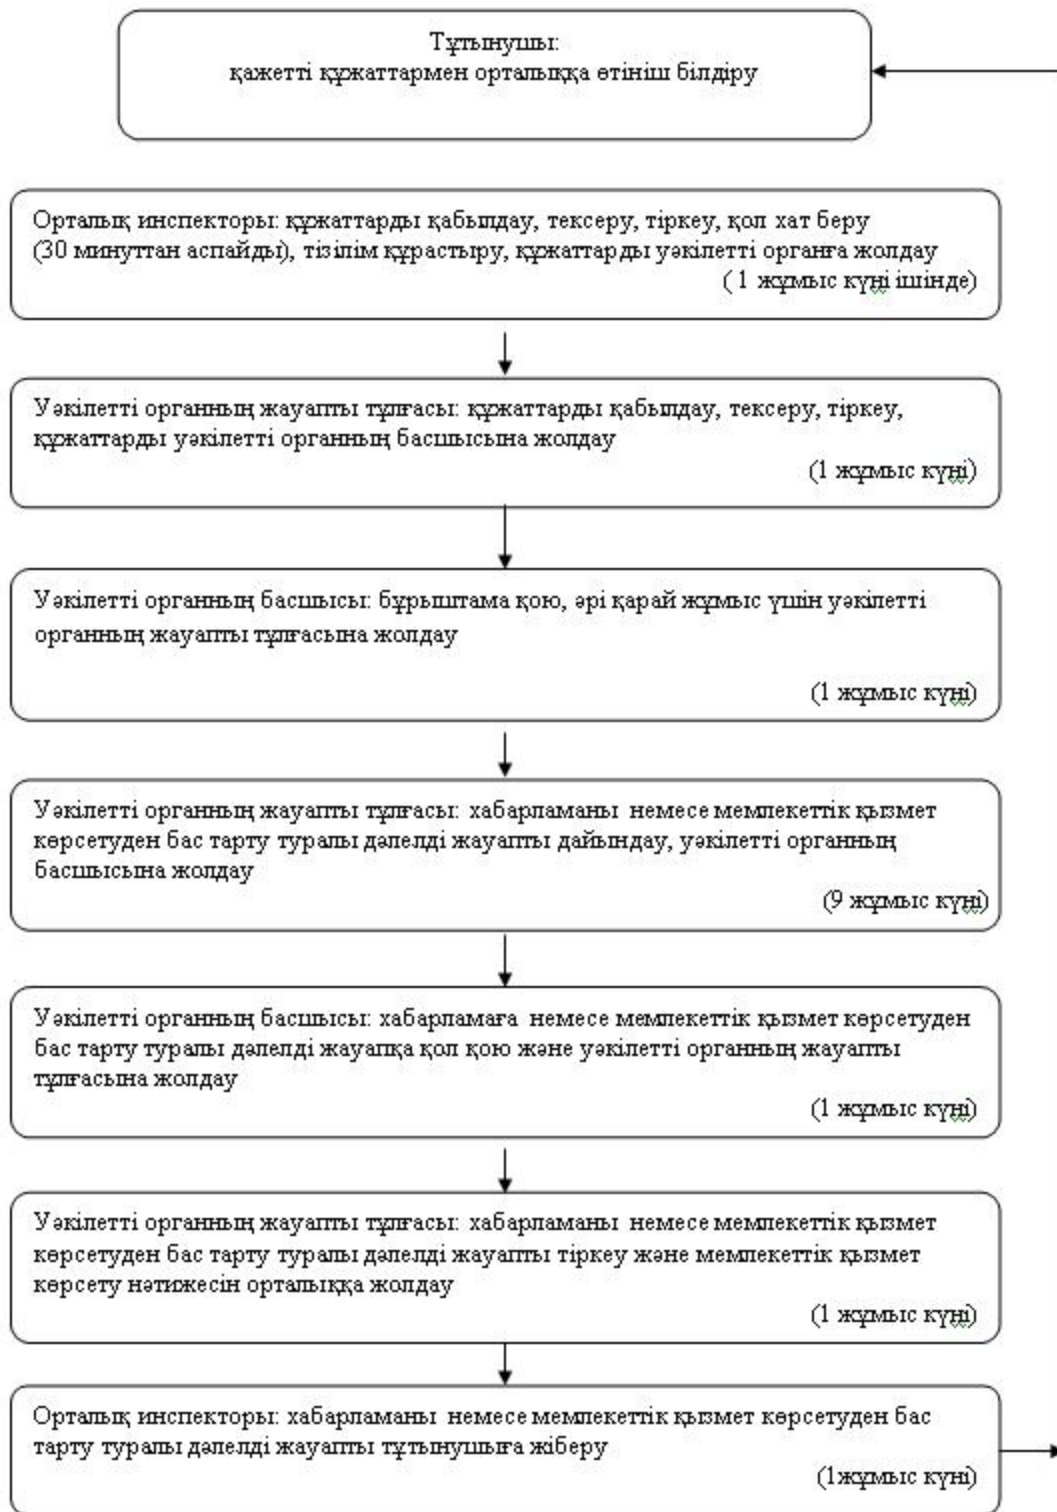 Тұтынушы:
қажетті құжаттармен орталыққа өтініш білдіру
Орталық инспекторы: құжаттарды қабылдау, тексеру, тіркеу, қол хат беру
(30 минуттан аспайды), тізілім құрастыру, құжаттарды уәкілетті органға жолдау
( 1 жұмыс күні ішінде)
Уәкілетті органның жауапты тұлғасы: құжаттарды қабылдау, тексеру, тіркеу,
құжаттарды уәкілетті органның басшысына жолдау
(1 жұмыс күні)
Уәкілетті органның басшысы: бұрыштама қою, әрі қарай жұмыс үшін уәкілетті
органның жауапты тұлғасына жолдау
(1 жұмыс күні)
Уәкілетті органның жауапты тұлғасы: хабарламаны немесе мемлекеттік қызмет
көрсетуден бас тарту туралы дәлелді жауапты дайындау, уәкілетті органның
басшысына жолдау
(9 жұмыс күні)
Уәкілетті органның басшысы: хабарламаға немесе мемлекеттік қызмет көрсетуден
бас тарту туралы дәлелді жауапқа қол қою және уәкілетті органның жауапты
тұлғасына жолдау
(1 жұмыс күні)
Уәкілетті органның жауапты тұлғасы: хабарламаны немесе мемлекеттік қызмет
көрсетуден бас тарту туралы дәлелді жауапты тіркеу және мемлекеттік қызмет
көрсету нәтижесін орталыққа жолдау
(1 жұмыс күні)
Орталық инспекторы: хабарламаны немесе мемлекеттік қызмет көрсетуден бас
тарту туралы дәлелді жауапты тұтынушыға жіберу
(1жұмыс күні)